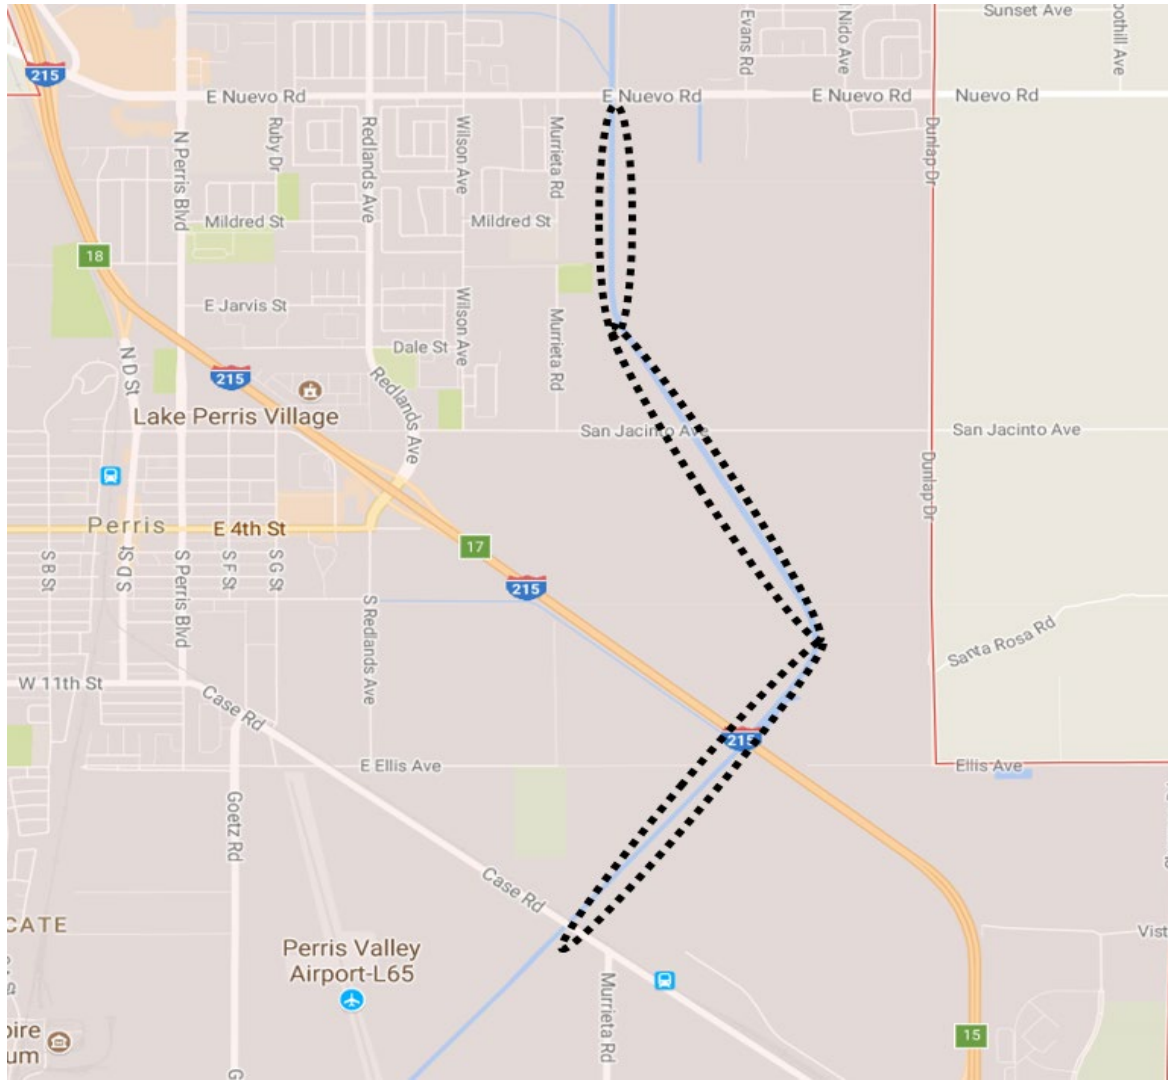 Sunset Ave
Evans Rd
Nido Ave
oothill Ave
215
E Nuevo Rd
E Nuevo Rd
E Nuevo Rd
Nuevo Rd
N Perris Blvd
Ruby Dr
Redlands Ave
Wilson Ave
Murrieta Rd
Dunlap Dr
Mildred St
Mildred St
18
E Jarvis St
Wilson Ave
Murrieta Rd
N D St
Dale St
215
Redlands Ave
Lake Perris Village
San Jacinto Ave
San Jacinto Ave
Dunlap Dr
Perris
E 4th St
17
S B St
S Perris Blvd
S F St
S G St
215
S Redlands Ave
Santa Rosa Rd
W 11th St
Case Rd
215
E Ellis Ave
Ellis Ave
Goetz Rd
Case Rd
CATE
Perris Valley
Airport-L65
Vist
Murrieta Rd
pire
um
15
G